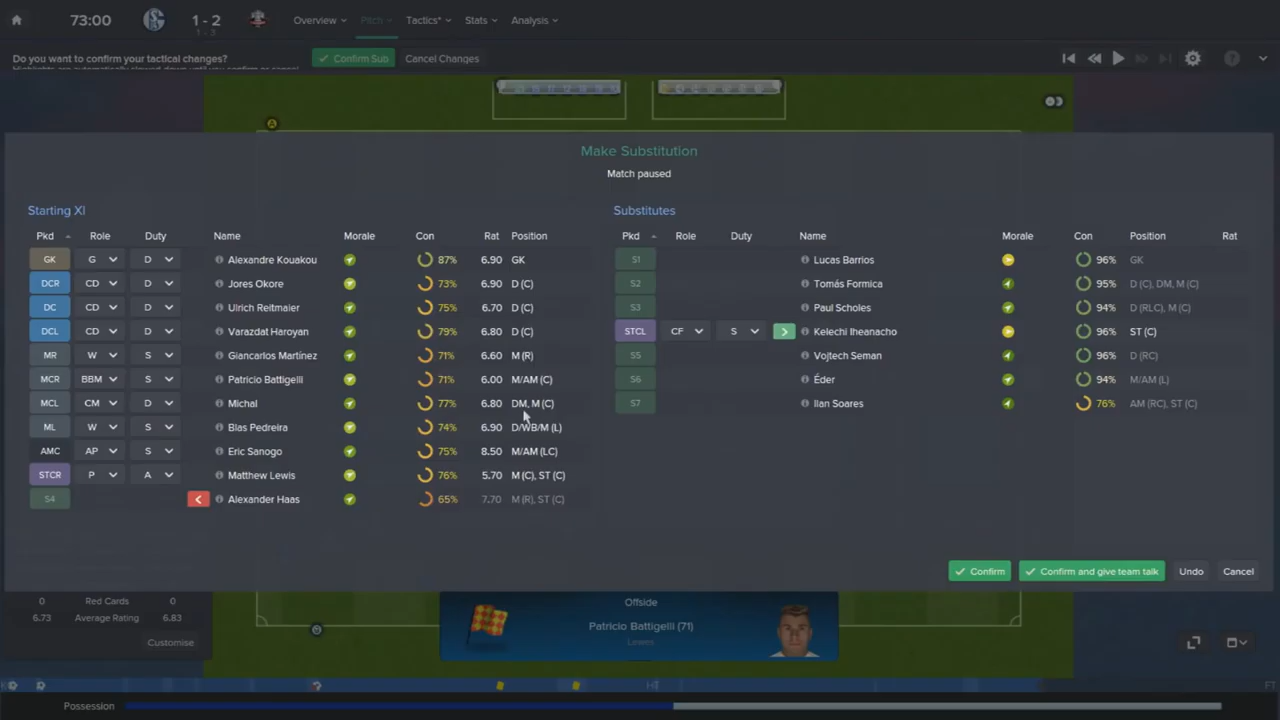 73:00 1 - 2 Overview Pitch Tactics* Stats Analysis
1 - 3
Do you want to confirm your tactical changes? Confirm Sub Cancel Changes
Make Substitution
Match paused
Starting XI
Pkd Role Duty Name Morale Con Rat Position
GK G D Alexandre Kouakou 87% 6.90 GK
DCR CD D Jores Okore 73% 6.90 D (C)
DC CD D Ulrich Reitmaier 75% 6.70 D (C)
DCL CD D Varazdat Haroyan 79% 6.80 D (C)
MR W S Giancarlos Martínez 71% 6.60 M (R)
MCR BBM S Patricio Battigelli 71% 6.00 M/AM (C)
MCL CM D Michal 77% 6.80 DM, M (C)
ML W S Blas Pedreira 74% 6.90 D/WB/M (L)
AMC AP S Eric Sanogo 75% 8.50 M/AM (LC)
STCR P A Matthew Lewis 76% 5.70 M (C), ST (C)
S4 Alexander Haas 65% 7.70 M (R), ST (C)
Substitutes
Pkd Role Duty Name Morale Con Position Rat
S1 Lucas Barrios 96% GK
S2 Tomás Formica 95% D (C), DM, M (C)
S3 Paul Scholes 94% D (RLC), M (C)
STCL CF S Kelechi Iheanacho 96% ST (C)
S5 Vojtech Seman 96% D (RC)
S6 Éder 94% M/AM (L)
S7 Ilan Soares 76% AM (RC), ST (C)
Confirm Confirm and give team talk Undo Cancel
0 Red Cards 0
6.73 Average Rating 6.83
Customise
Offside
Patricio Battigelli (71)
Lewes
HT FT
Possession